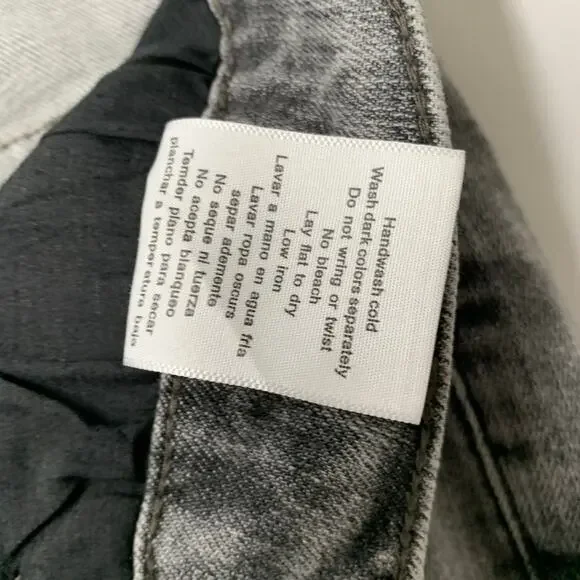 Handwash cold
Wash dark colors separately
Do not wring or twist
No bleach
Lay flat to dry
Low iron
Lavar a mano en agua fria
Lavar ropa oscurs
separ ademente
No seque ni fuerza
No acepta blanqueo
Temder plano para secar
planchar a temperatura baja